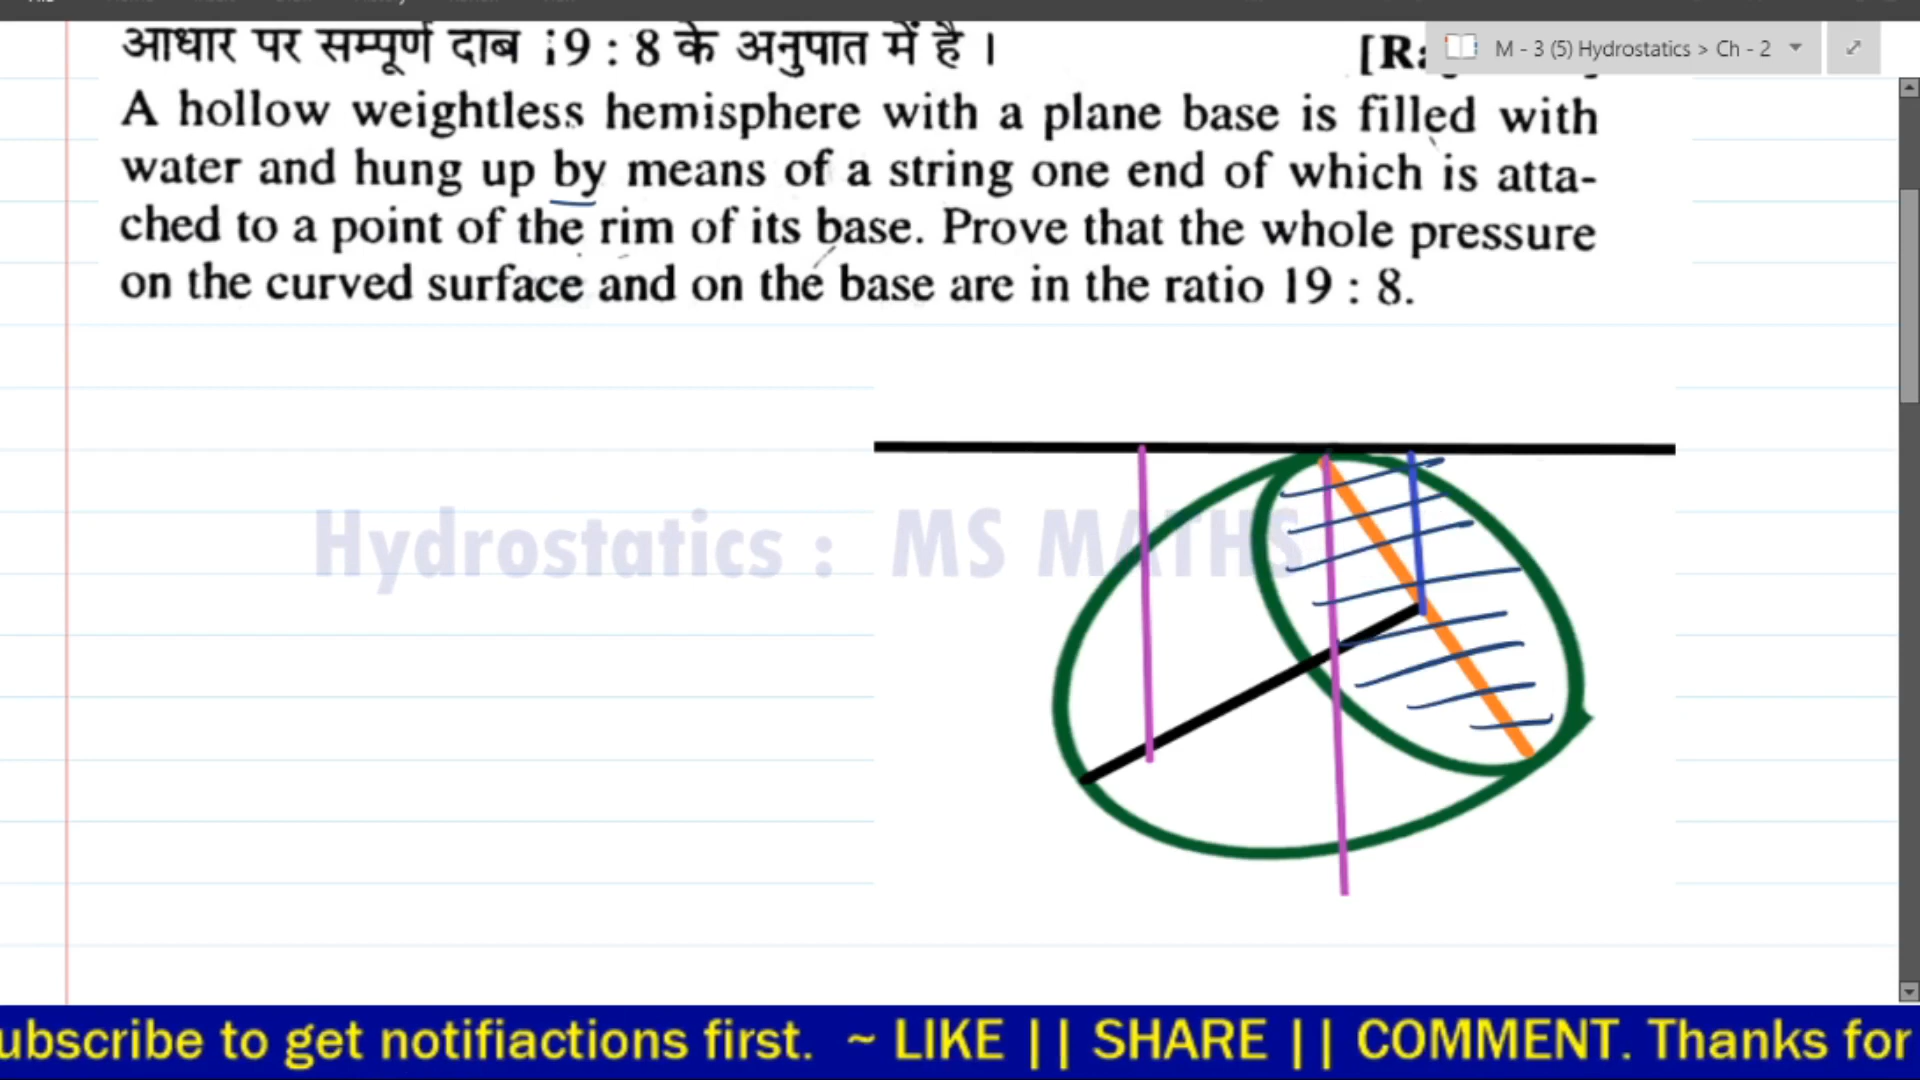 M - 3 (5) Hydrostatics > Ch - 2
आधार पर सम्पूर्ण दाब 19 : 8 के अनुपात में है ।
A hollow weightless hemisphere with a plane base is filled with
water and hung up by means of a string one end of which is atta-
ched to a point of the rim of its base. Prove that the whole pressure
on the curved surface and on the base are in the ratio 19 : 8.
Hydrostatics : MS MATHS
ubscribe to get notifiactions first. ~ LIKE || SHARE || COMMENT. Thanks for